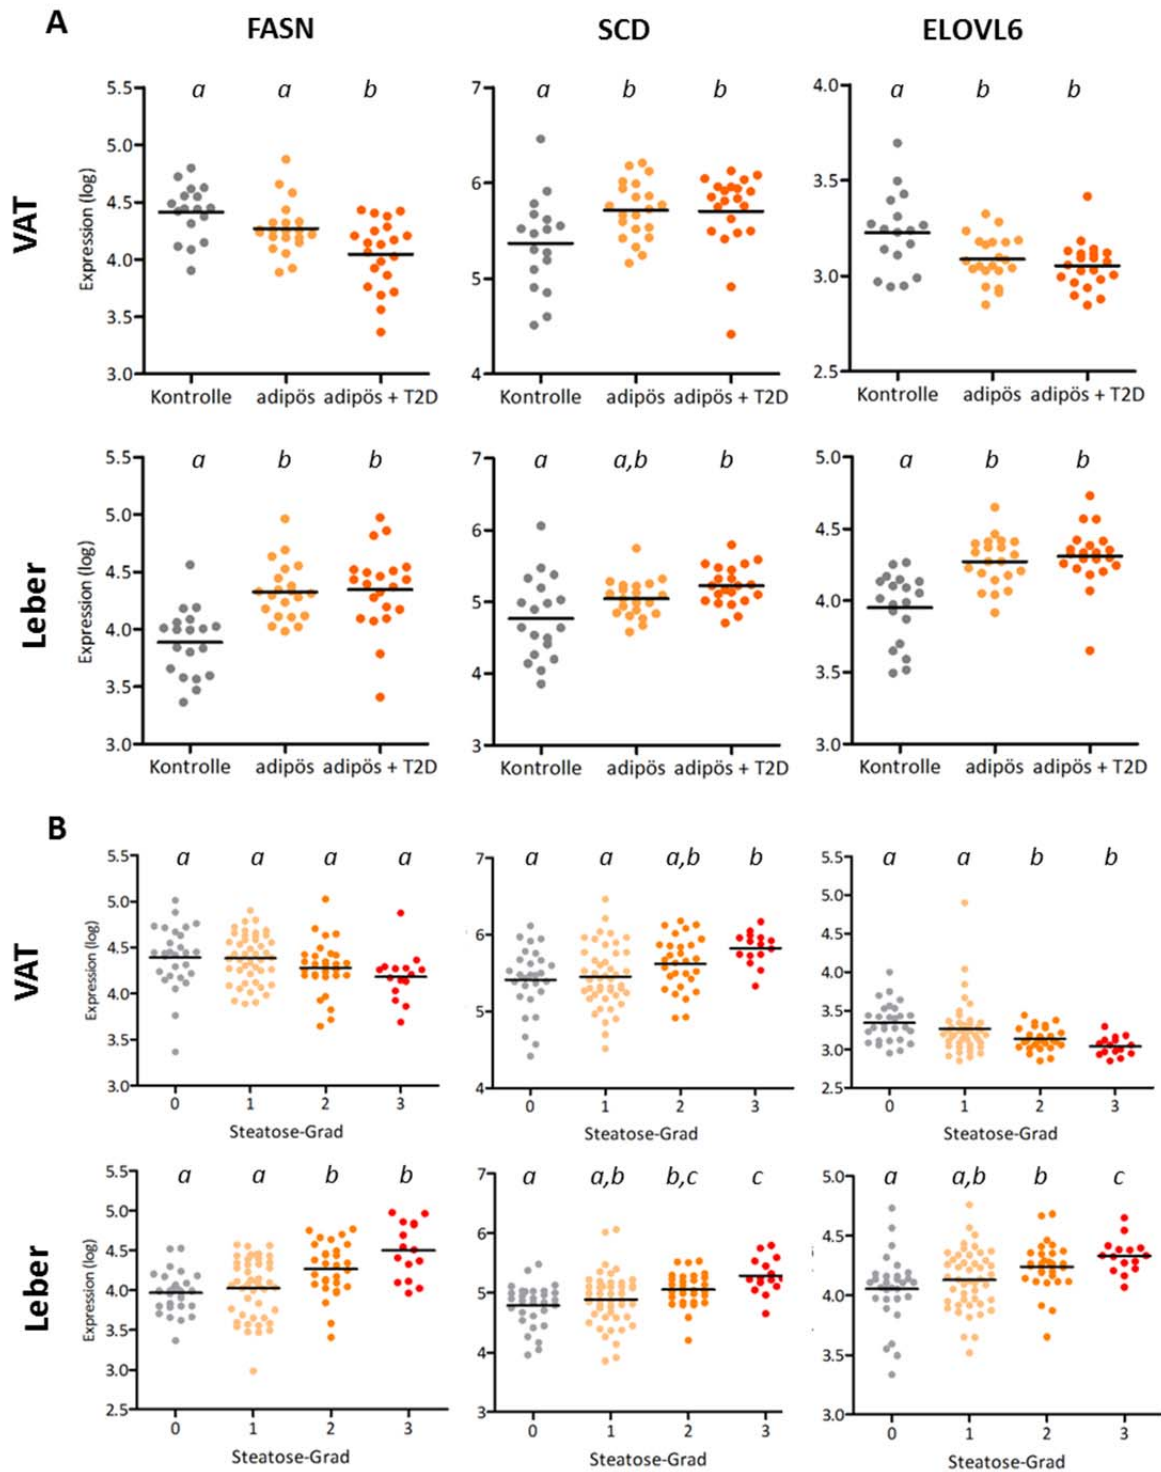 A
FASN SCD ELOVL6
VAT
Expression (log)
5.5 5.0 4.5 4.0 3.5 3.0
a a b
Kontrolle adipös adipös + T2D
7 6 5 4
a b b
Kontrolle adipös adipös + T2D
4.0 3.5 3.0 2.5
a b b
Kontrolle adipös adipös + T2D
Leber
Expression (log)
5.5 5.0 4.5 4.0 3.5 3.0
a b b
Kontrolle adipös adipös + T2D
7 6 5 4 3
a a,b b
Kontrolle adipös adipös + T2D
5.0 4.5 4.0 3.5 3.0
a b b
Kontrolle adipös adipös + T2D
B
VAT
Expression (log)
5.5 5.0 4.5 4.0 3.5 3.0
a a a a
0 1 2 3
Steatose-Grad
7 6 5 4
a a a,b b
0 1 2 3
Steatose-Grad
5.5 5.0 4.5 4.0 3.5 3.0 2.5
a a b b
0 1 2 3
Steatose-Grad
Leber
Expression (log)
5.5 5.0 4.5 4.0 3.5 3.0 2.5
a a b b
0 1 2 3
Steatose-Grad
7 6 5 4 3
a a,b b,c c
0 1 2 3
Steatose-Grad
5.0 4.5 4.0 3.5 3.0
a a,b b c
0 1 2 3
Steatose-Grad